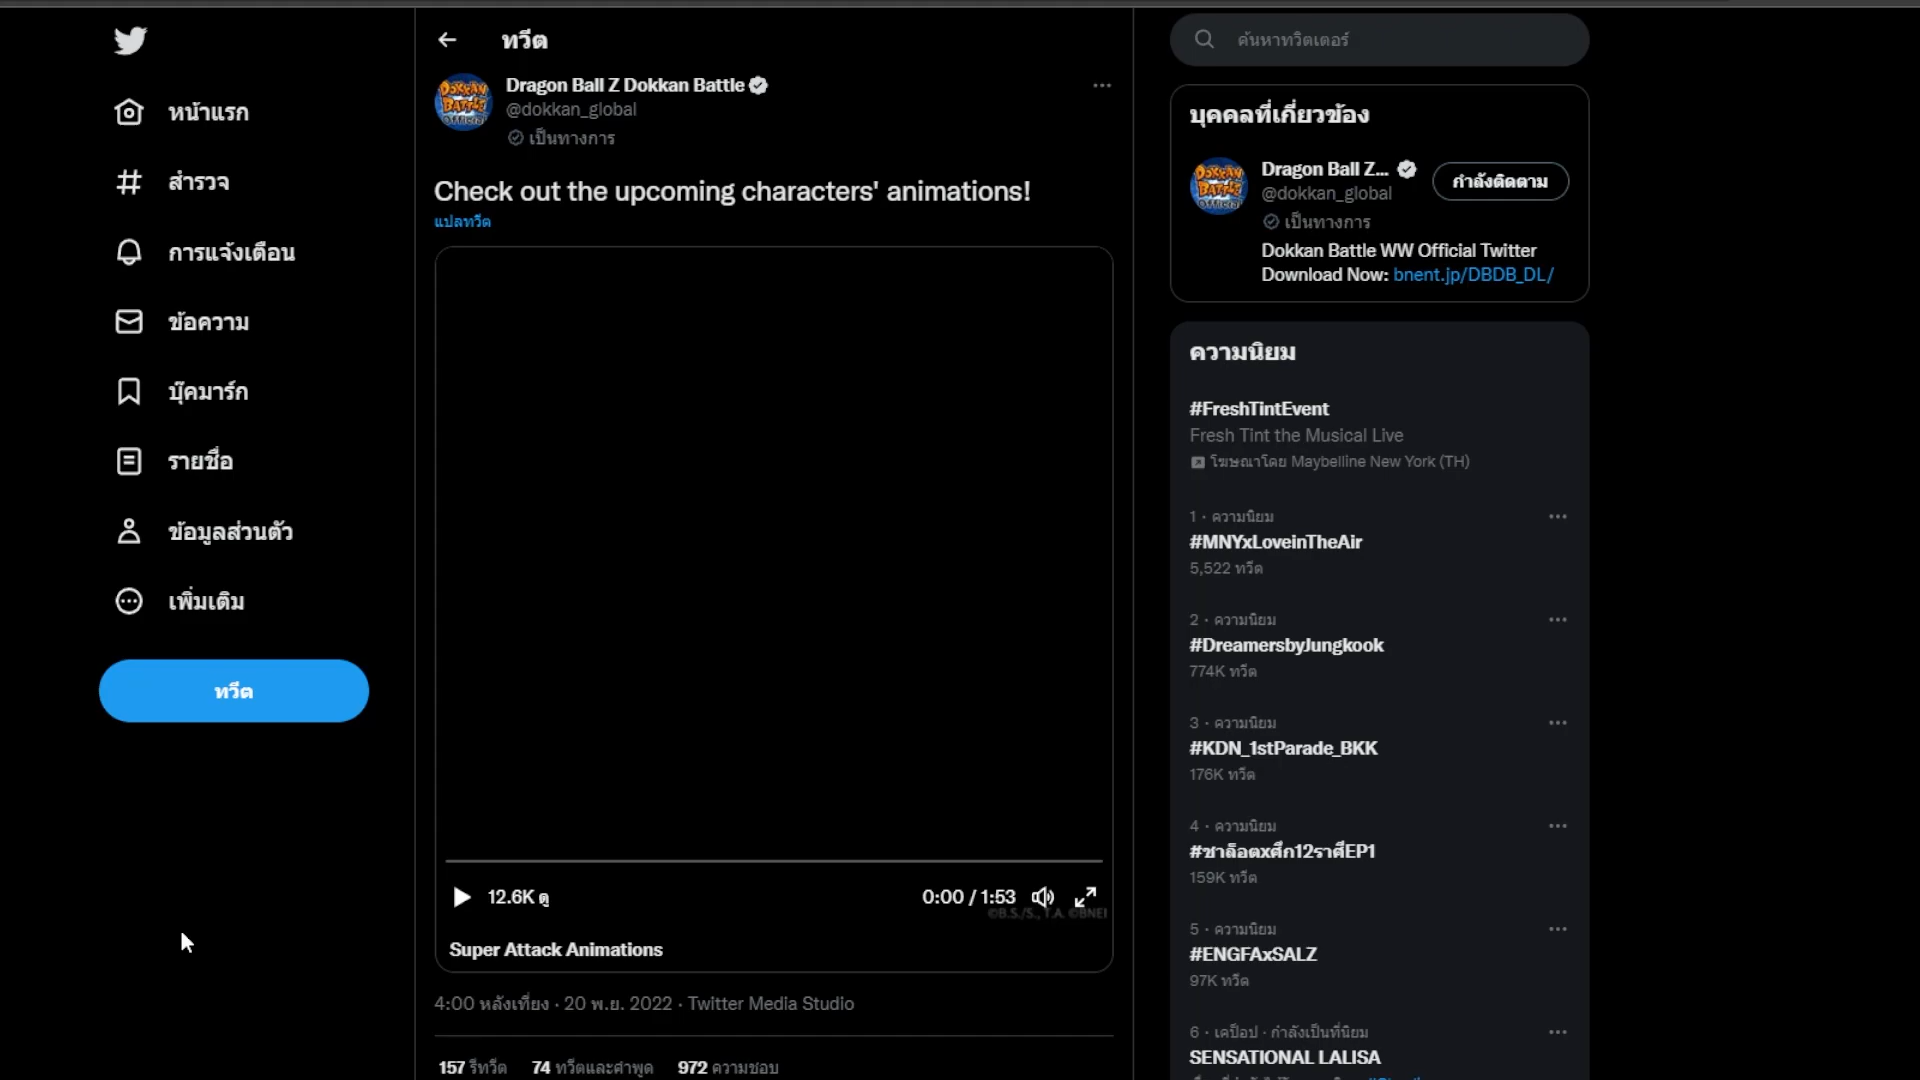 หน้าแรก
สำรวจ
การแจ้งเตือน
ข้อความ
บุ๊คมาร์ก
รายชื่อ
ข้อมูลส่วนตัว
เพิ่มเติม
ทวีต
ทวีต
Dragon Ball Z Dokkan Battle
@dokkan_global
เป็นทางการ
Check out the upcoming characters' animations!
แปลทวีต
12.6K ดู
0:00 / 1:53
©B.S./S., T.A. ©BNEI
Super Attack Animations
4:00 หลังเที่ยง · 20 พ.ย. 2022 · Twitter Media Studio
157 รีทวีต 74 ทวีตและคำพูด 972 ความชอบ
ค้นหาทวิตเตอร์
บุคคลที่เกี่ยวข้อง
Dragon Ball Z...
@dokkan_global
กำลังติดตาม
เป็นทางการ
Dokkan Battle WW Official Twitter
Download Now: bnent.jp/DBDB_DL/
ความนิยม
#FreshTintEvent
Fresh Tint the Musical Live
โฆษณาโดย Maybelline New York (TH)
1 · ความนิยม
#MNYxLoveinTheAir
5,522 ทวีต
2 · ความนิยม
#DreamersbyJungkook
774K ทวีต
3 · ความนิยม
#KDN_1stParade_BKK
176K ทวีต
4 · ความนิยม
#ชาล็อตxศึก12ราศีEP1
159K ทวีต
5 · ความนิยม
#ENGFAxSALZ
97K ทวีต
6 · เคป็อป · กำลังเป็นที่นิยม
SENSATIONAL LALISA